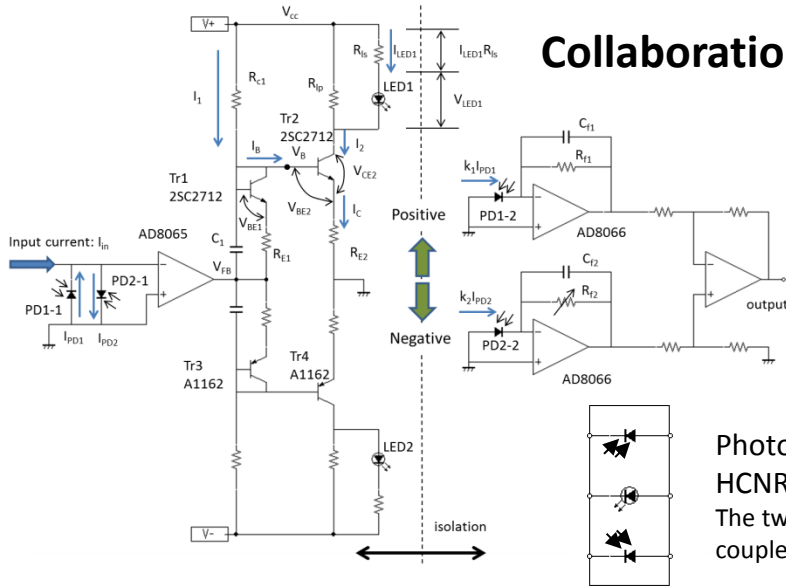 Collaboratio
V+
Vcc
Rc1
I1
Rlp
Rls
ILED1
LED1
ILED1Rls
VLED1
Tr2
2SC2712
IB
VB
I2
VCE2
Tr1
2SC2712
VBE1
VBE2
IC
C1
RE1
RE2
AD8065
Input current: Iin
VFB
PD1-1
PD2-1
IPD1
IPD2
Positive
Negative
Tr3
A1162
Tr4
A1162
LED2
V-
isolation
Cf1
Rf1
k1IPD1
PD1-2
AD8066
Cf2
Rf2
k2IPD2
PD2-2
AD8066
output
Photo
HCNR
The tw
couple